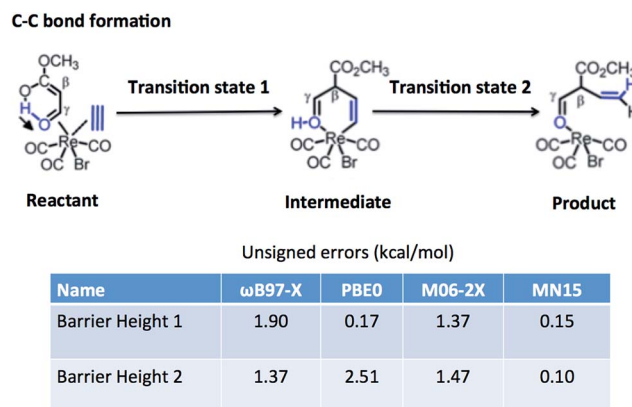 C-C bond formation
OCH₃
C
β
O
H
O
γ
OC-Re-CO
OC Br
Reactant
Transition state 1
CO₂CH₃
γ
β
H-O
OC-Re-CO
OC Br
Intermediate
Transition state 2
CO₂CH₃
γ
β
H
H
O
OC-Re-CO
OC Br
Product
Unsigned errors (kcal/mol)
Name ωB97-X PBE0 M06-2X MN15
Barrier Height 1 1.90 0.17 1.37 0.15
Barrier Height 2 1.37 2.51 1.47 0.10